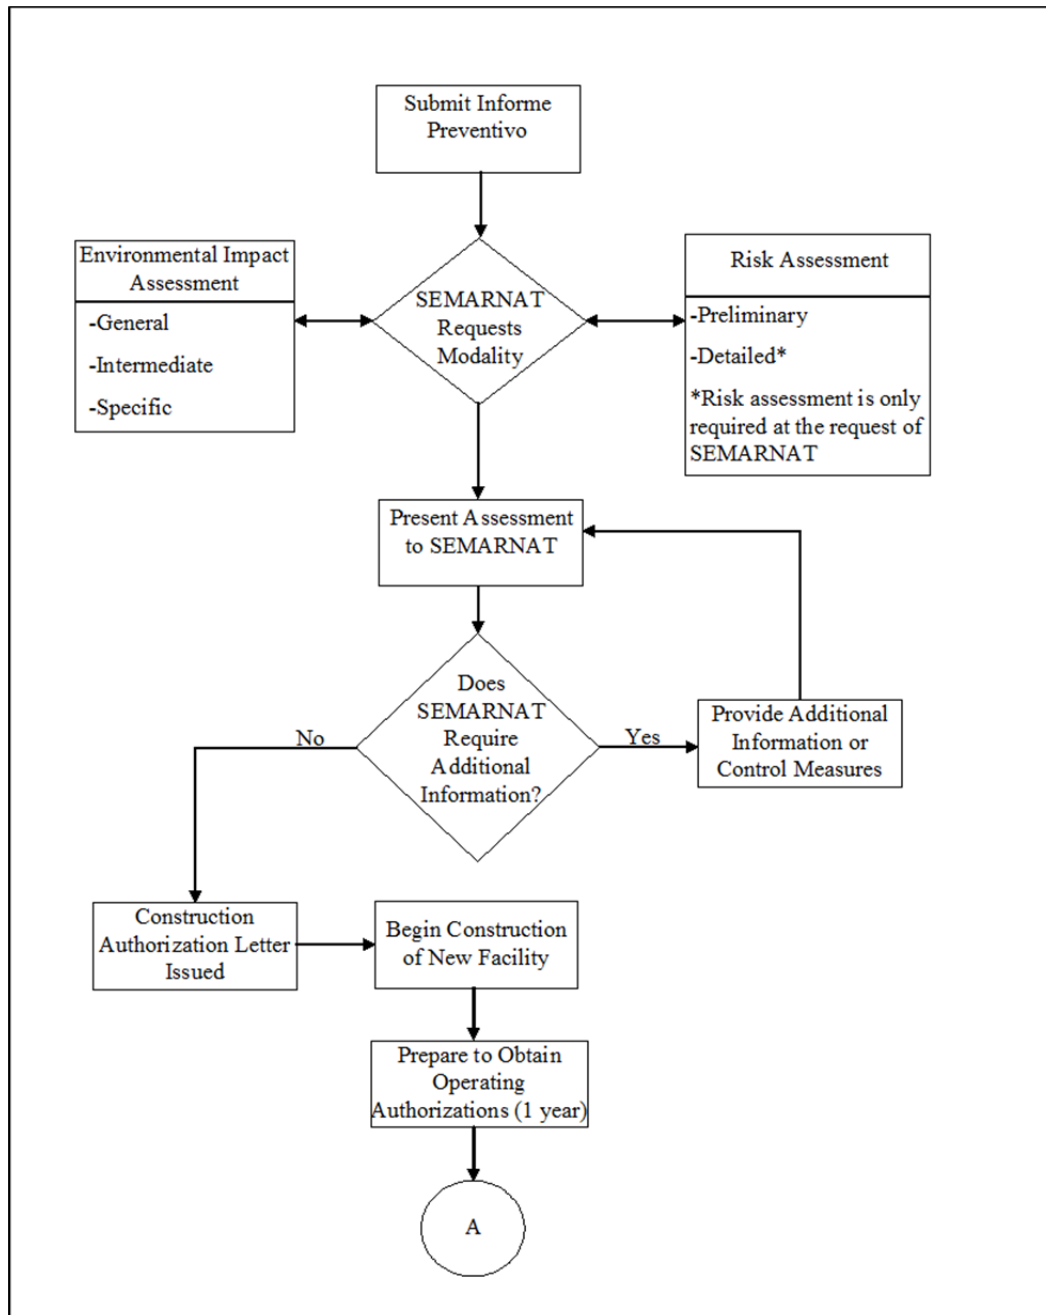 Submit Informe
Preventivo
Environmental Impact
Assessment
-General
-Intermediate
-Specific
SEMARNAT
Requests
Modality
Risk Assessment
-Preliminary
-Detailed*
*Risk assessment is only
required at the request of
SEMARNAT
Present Assessment
to SEMARNAT
Does
SEMARNAT
Require
Additional
Information?
No
Yes
Provide Additional
Information or
Control Measures
Construction
Authorization Letter
Issued
Begin Construction
of New Facility
Prepare to Obtain
Operating
Authorizations (1 year)
A